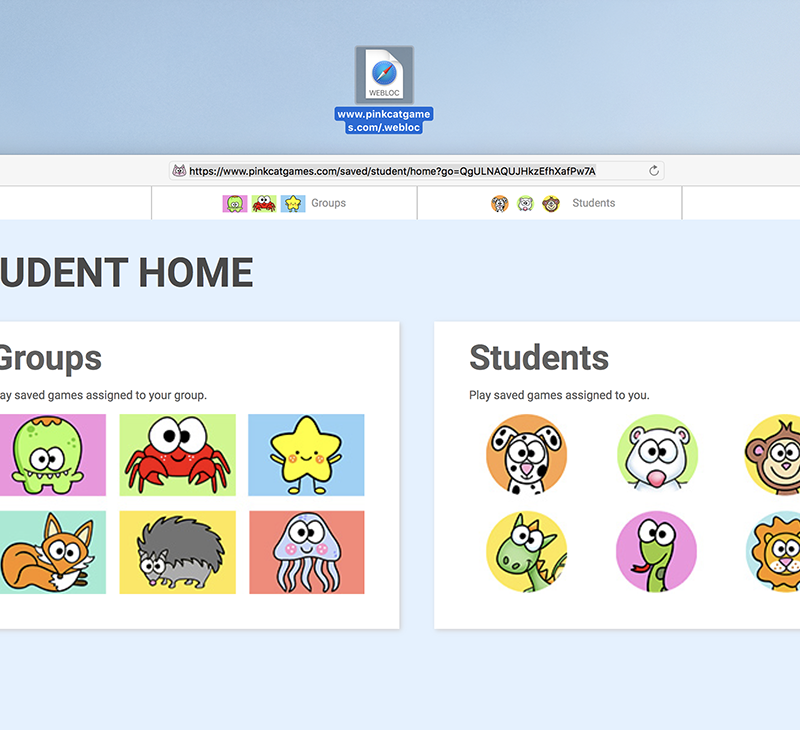 WEBLOC
www.pinkcatgame
s.com/.webloc
https://www.pinkcatgames.com/saved/student/home?go=QgULNAQUJHkzEfhXafPw7A
Groups
Students
UDENT HOME
Groups
ay saved games assigned to your group.
Students
Play saved games assigned to you.